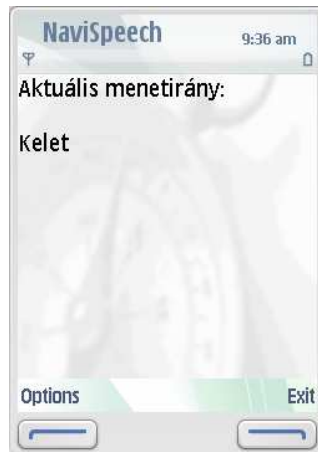 NaviSpeech 9:36 am
Aktuális menetirány:
Kelet
Options Exit